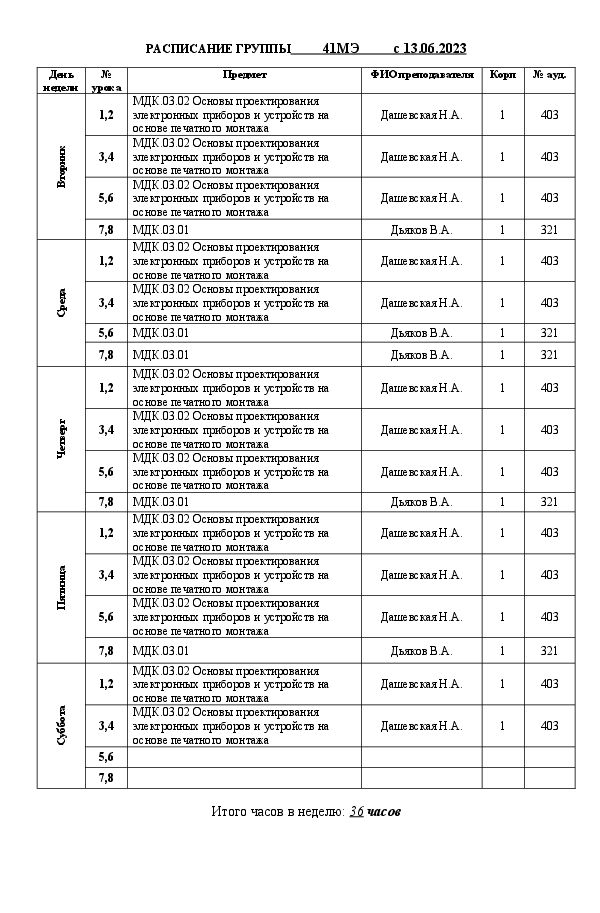 РАСПИСАНИЕ ГРУППЫ_____41МЭ_____с 13.06.2023
День недели № урока Предмет ФИО преподавателя Корп № ауд.
Вторник
1,2 МДК.03.02 Основы проектирования
электронных приборов и устройств на
основе печатного монтажа Дашевская Н.А. 1 403
3,4 МДК.03.02 Основы проектирования
электронных приборов и устройств на
основе печатного монтажа Дашевская Н.А. 1 403
5,6 МДК.03.02 Основы проектирования
электронных приборов и устройств на
основе печатного монтажа Дашевская Н.А. 1 403
7,8 МДК.03.01 Дьяков В.А. 1 321
Среда
1,2 МДК.03.02 Основы проектирования
электронных приборов и устройств на
основе печатного монтажа Дашевская Н.А. 1 403
3,4 МДК.03.02 Основы проектирования
электронных приборов и устройств на
основе печатного монтажа Дашевская Н.А. 1 403
5,6 МДК.03.01 Дьяков В.А. 1 321
7,8 МДК.03.01 Дьяков В.А. 1 321
Четверг
1,2 МДК.03.02 Основы проектирования
электронных приборов и устройств на
основе печатного монтажа Дашевская Н.А. 1 403
3,4 МДК.03.02 Основы проектирования
электронных приборов и устройств на
основе печатного монтажа Дашевская Н.А. 1 403
5,6 МДК.03.02 Основы проектирования
электронных приборов и устройств на
основе печатного монтажа Дашевская Н.А. 1 403
7,8 МДК.03.01 Дьяков В.А. 1 321
Пятница
1,2 МДК.03.02 Основы проектирования
электронных приборов и устройств на
основе печатного монтажа Дашевская Н.А. 1 403
3,4 МДК.03.02 Основы проектирования
электронных приборов и устройств на
основе печатного монтажа Дашевская Н.А. 1 403
5,6 МДК.03.02 Основы проектирования
электронных приборов и устройств на
основе печатного монтажа Дашевская Н.А. 1 403
7,8 МДК.03.01 Дьяков В.А. 1 321
Суббота
1,2 МДК.03.02 Основы проектирования
электронных приборов и устройств на
основе печатного монтажа Дашевская Н.А. 1 403
3,4 МДК.03.02 Основы проектирования
электронных приборов и устройств на
основе печатного монтажа Дашевская Н.А. 1 403
5,6
7,8
Итого часов в неделю: 36 часов